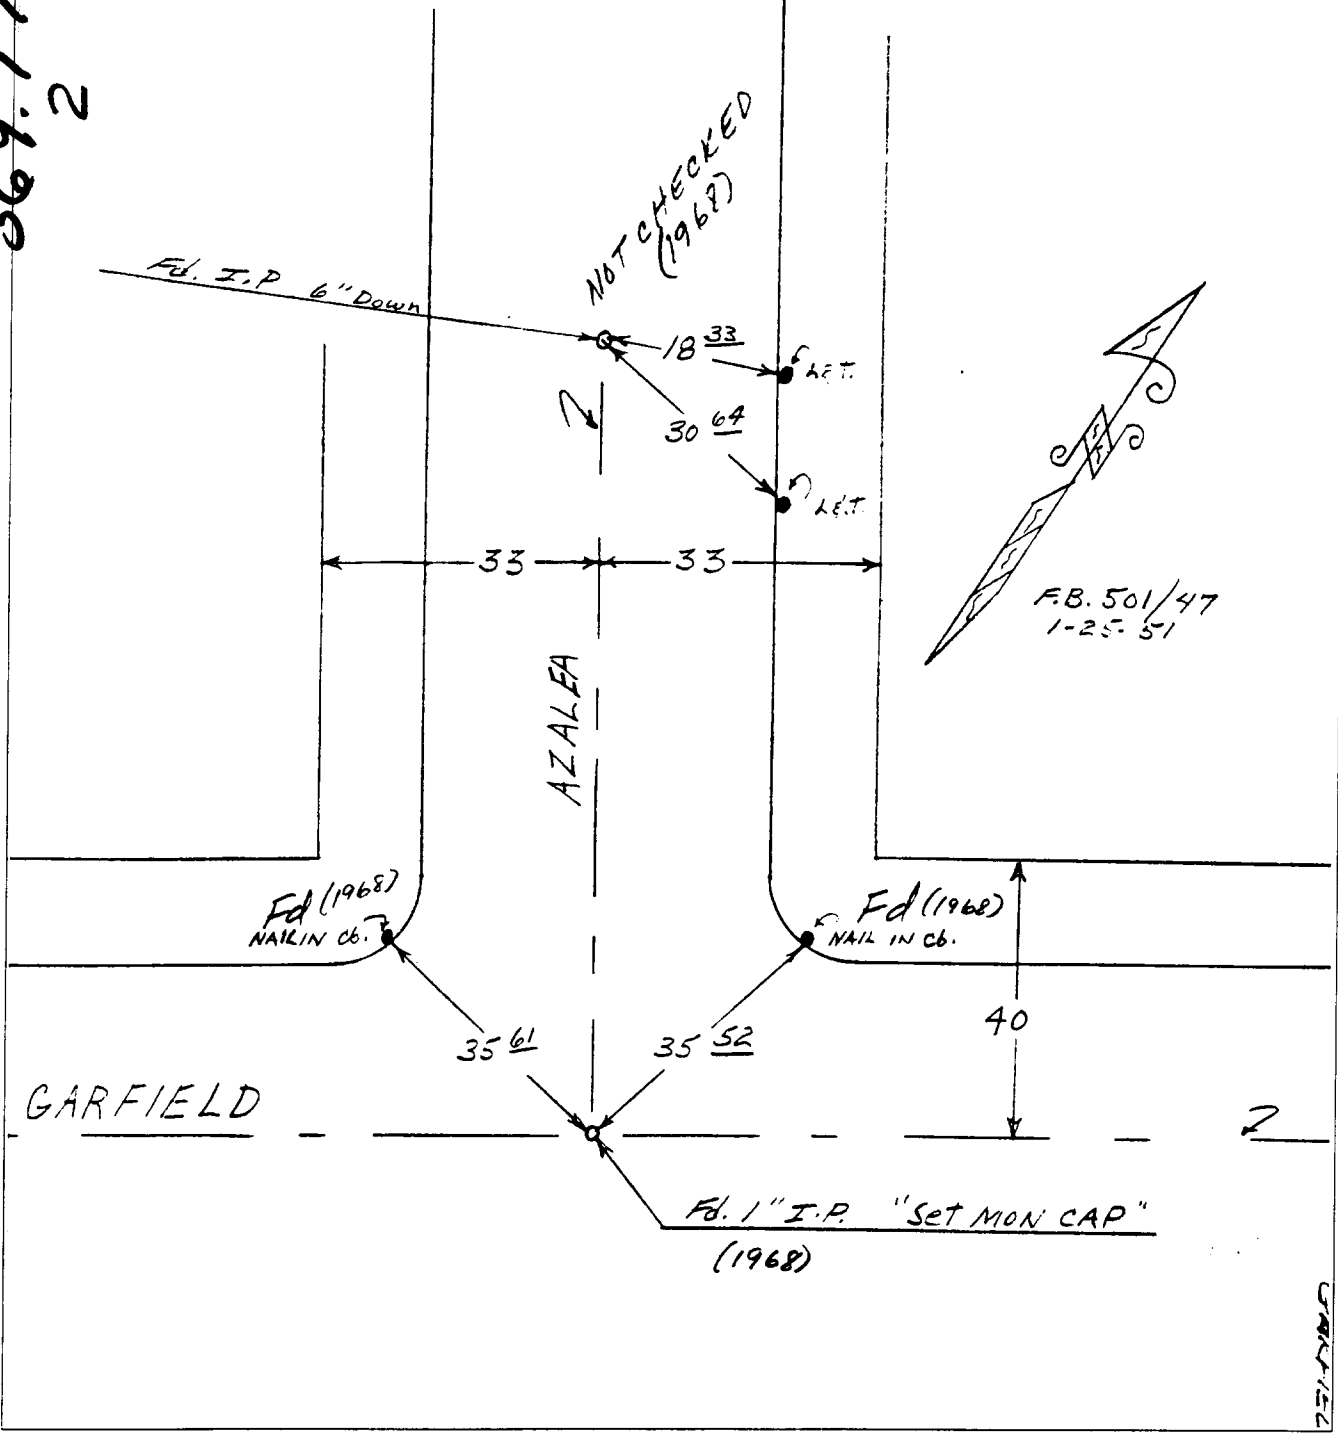 2
NOT CHECKED
(1968)
Fd. I.P 6" Down
18 33
L&T.
30 64
L&T.
33
33
F.B. 501/47
1-25-51
AZALEA
Fd (1968)
NAIL IN Cb.
Fd (1968)
NAIL IN Cb.
35 61
35 52
40
GARFIELD
Fd. 1" I.P. "Set MON CAP"
(1968)